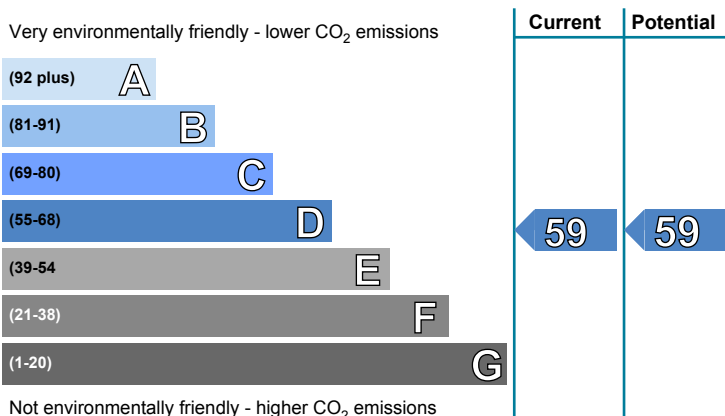 Very environmentally friendly - lower CO₂ emissions
Current
Potential
(92 plus) A
(81-91) B
(69-80) C
(55-68) D
59
59
(39-54 E
(21-38) F
(1-20) G
Not environmentally friendly - higher CO₂ emissions